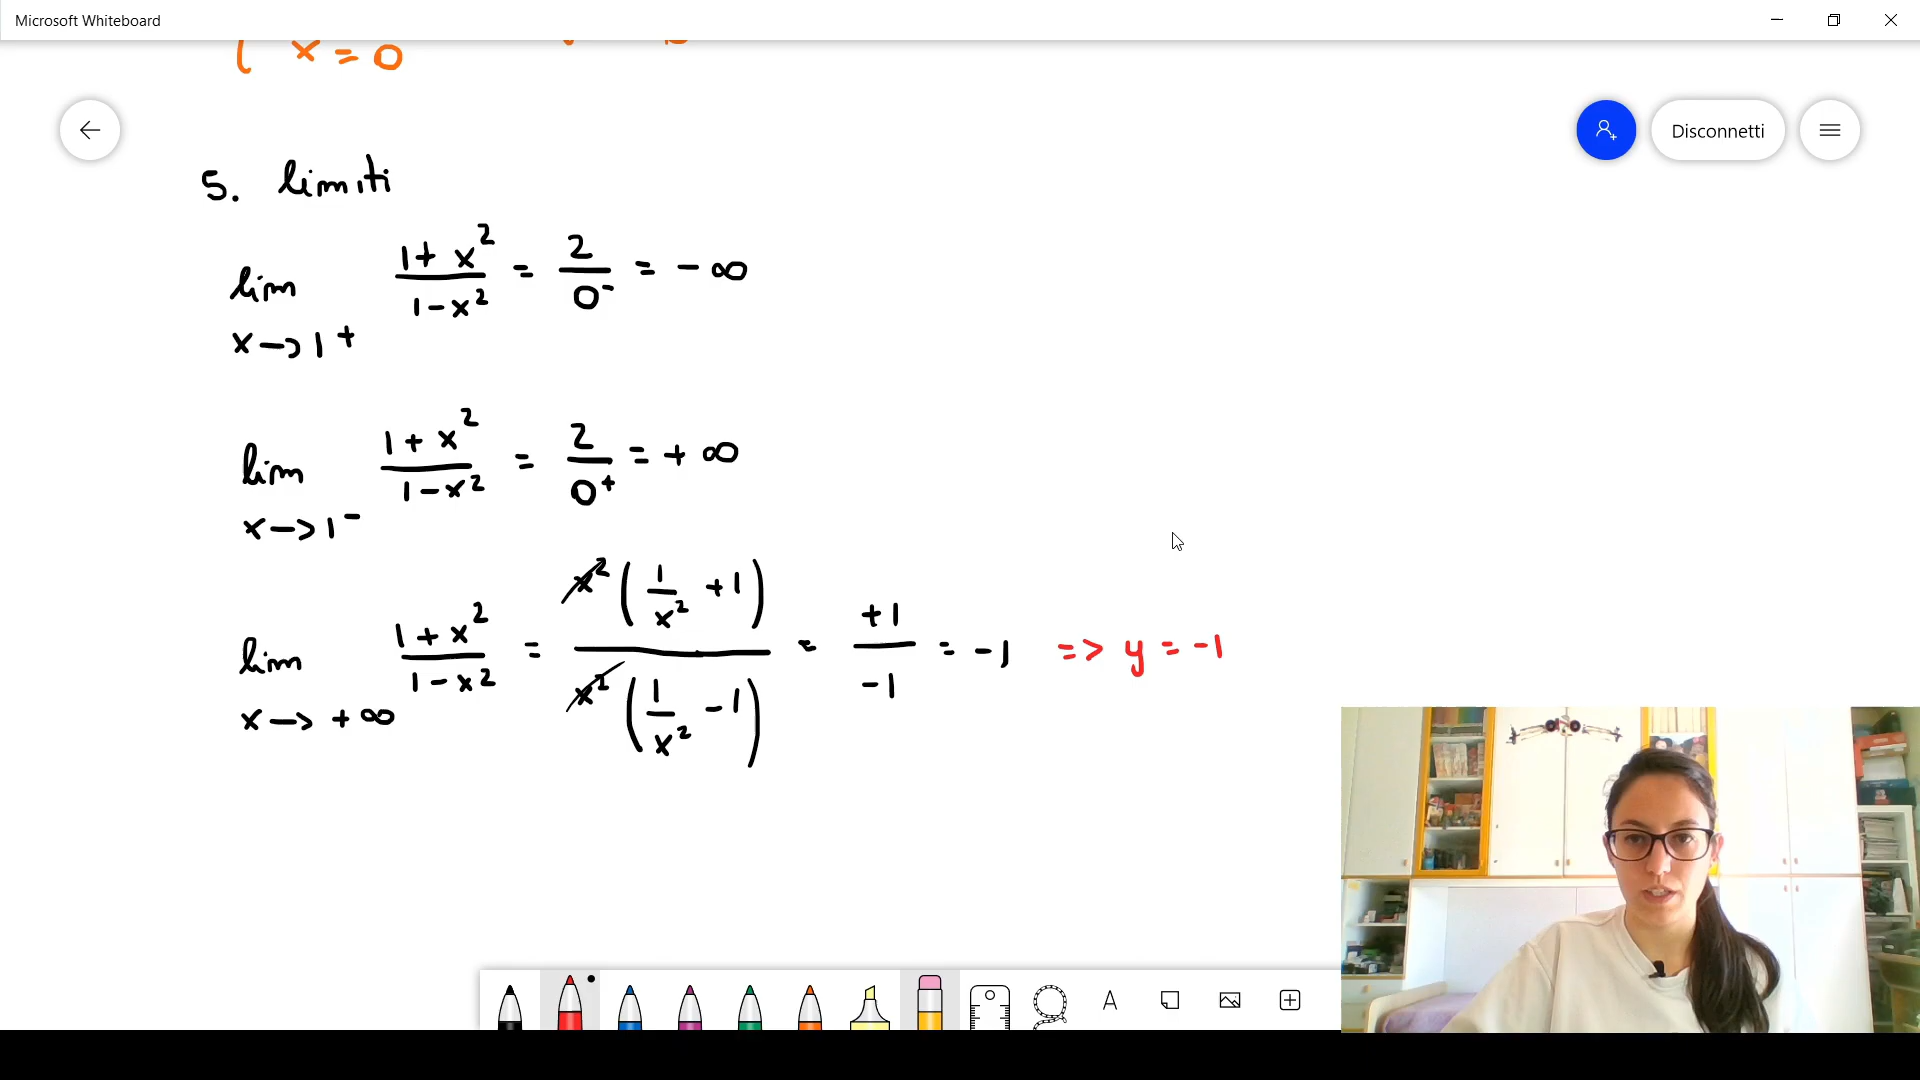 Microsoft Whiteboard
x = 0
Disconnetti
5. limiti
lim x→1⁺ (1+x²)/(1-x²) = 2/0⁻ = -∞
lim x→1⁻ (1+x²)/(1-x²) = 2/0⁺ = +∞
lim x→+∞ (1+x²)/(1-x²) = x²(1/x² +1)/x²(1/x² -1) = +1/-1 = -1 => y = -1